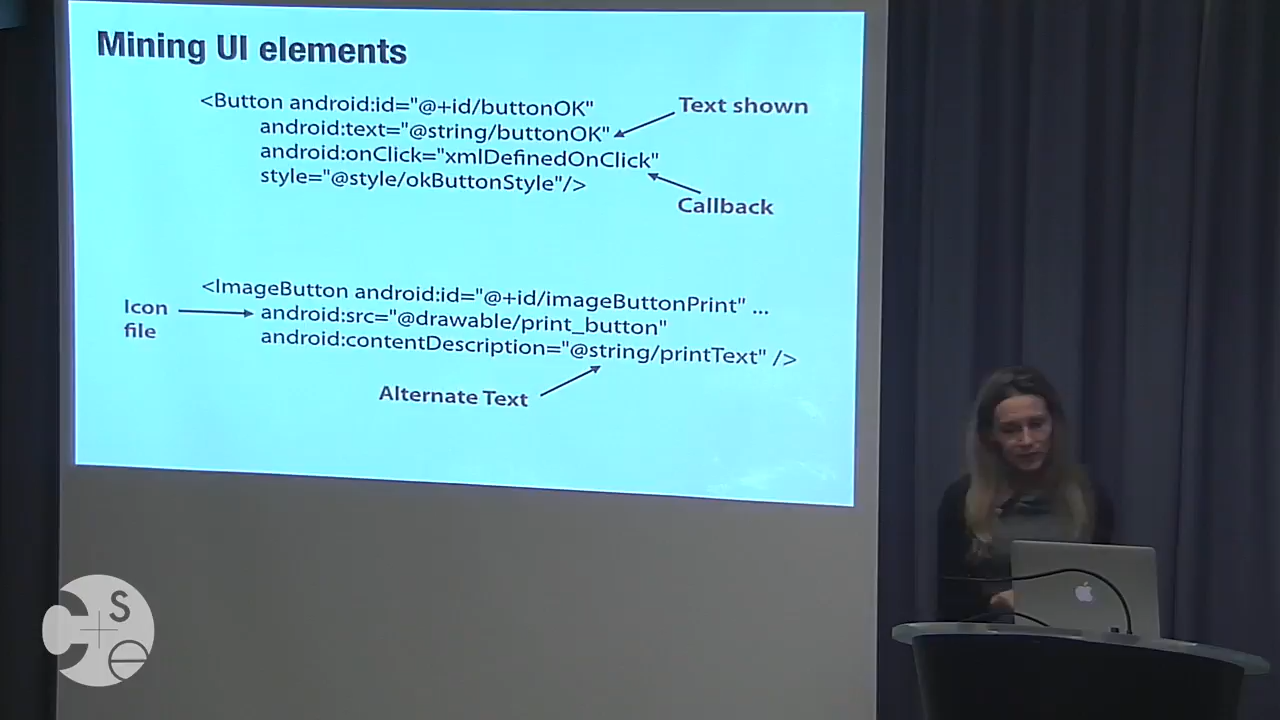 Mining UI elements
<Button android:id="@+id/buttonOK"
Text shown
android:text="@string/buttonOK"
android:onClick="xmlDefinedOnClick"
style="@style/okButtonStyle"/>
Callback
<ImageButton android:id="@+id/imageButtonPrint" ...
Icon
file
android:src="@drawable/print_button"
android:contentDescription="@string/printText" />
Alternate Text
c
s
e